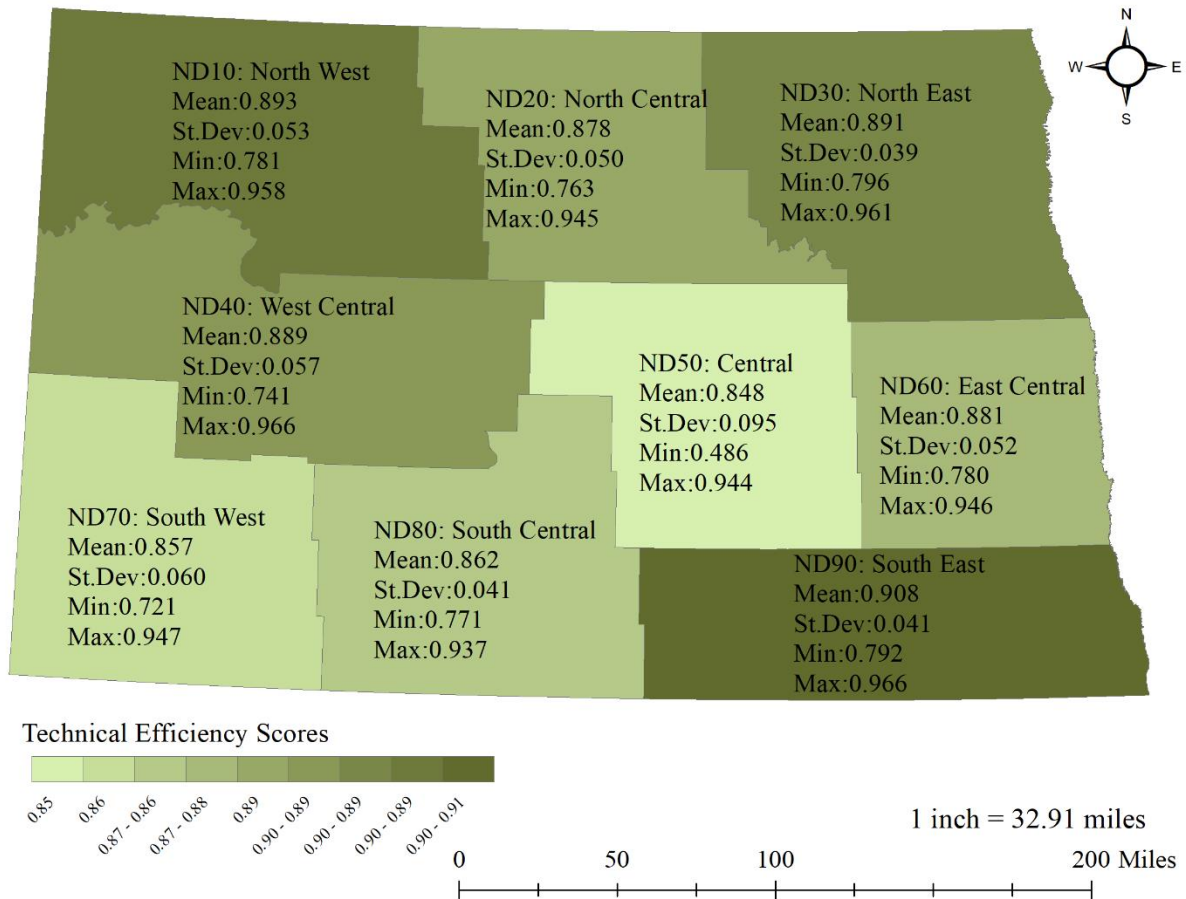 N
W
E
S
ND10: North West
Mean:0.893
St.Dev:0.053
Min:0.781
Max:0.958
ND20: North Central
Mean:0.878
St.Dev:0.050
Min:0.763
Max:0.945
ND30: North East
Mean:0.891
St.Dev:0.039
Min:0.796
Max:0.961
ND40: West Central
Mean:0.889
St.Dev:0.057
Min:0.741
Max:0.966
ND50: Central
Mean:0.848
St.Dev:0.095
Min:0.486
Max:0.944
ND60: East Central
Mean:0.881
St.Dev:0.052
Min:0.780
Max:0.946
ND70: South West
Mean:0.857
St.Dev:0.060
Min:0.721
Max:0.947
ND80: South Central
Mean:0.862
St.Dev:0.041
Min:0.771
Max:0.937
ND90: South East
Mean:0.908
St.Dev:0.041
Min:0.792
Max:0.966
Technical Efficiency Scores
0.85
0.86
0.87 - 0.86
0.87 - 0.88
0.89
0.90 - 0.89
0.90 - 0.89
0.90 - 0.89
0.90 - 0.91
1 inch = 32.91 miles
0 50 100 200 Miles